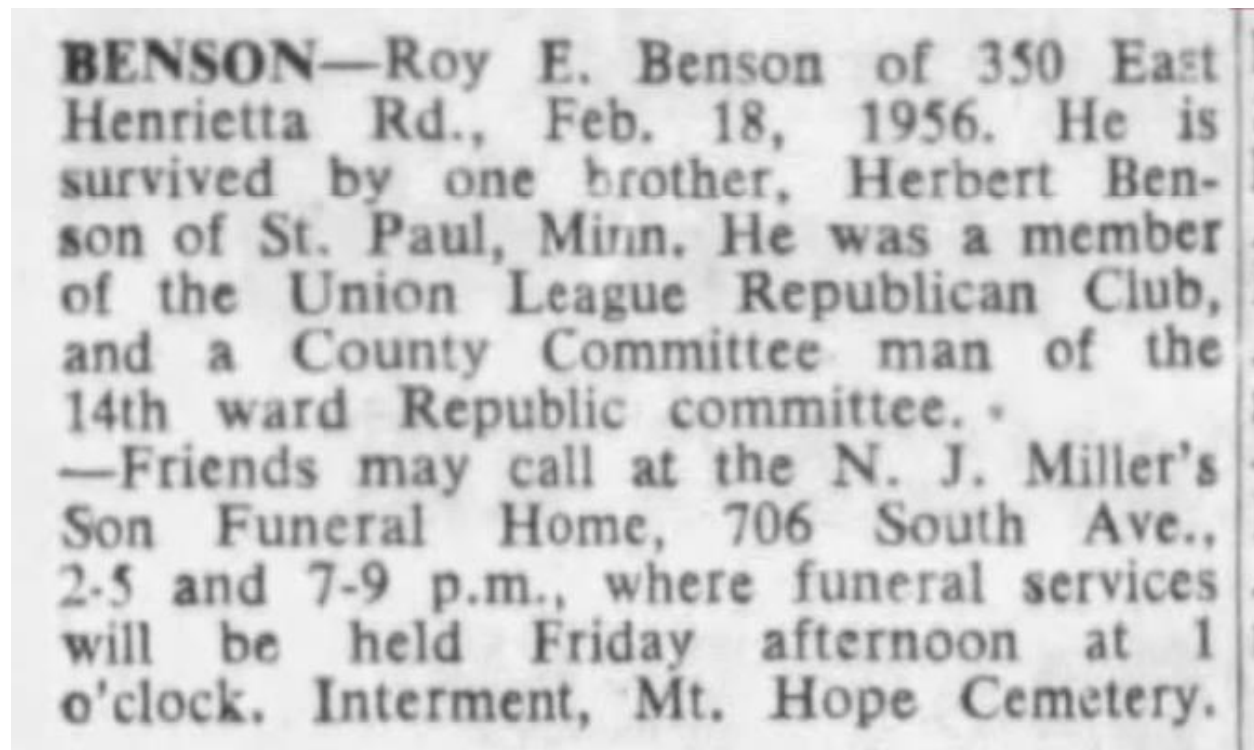 BENSON—Roy E. Benson of 350 East
Henrietta Rd., Feb. 18, 1956. He is
survived by one brother, Herbert Ben-
son of St. Paul, Minn. He was a member
of the Union League Republican Club,
and a County Committee man of the
14th ward Republic committee.
—Friends may call at the N. J. Miller's
Son Funeral Home, 706 South Ave.,
2-5 and 7-9 p.m., where funeral services
will be held Friday afternoon at 1
o'clock. Interment, Mt. Hope Cemetery.